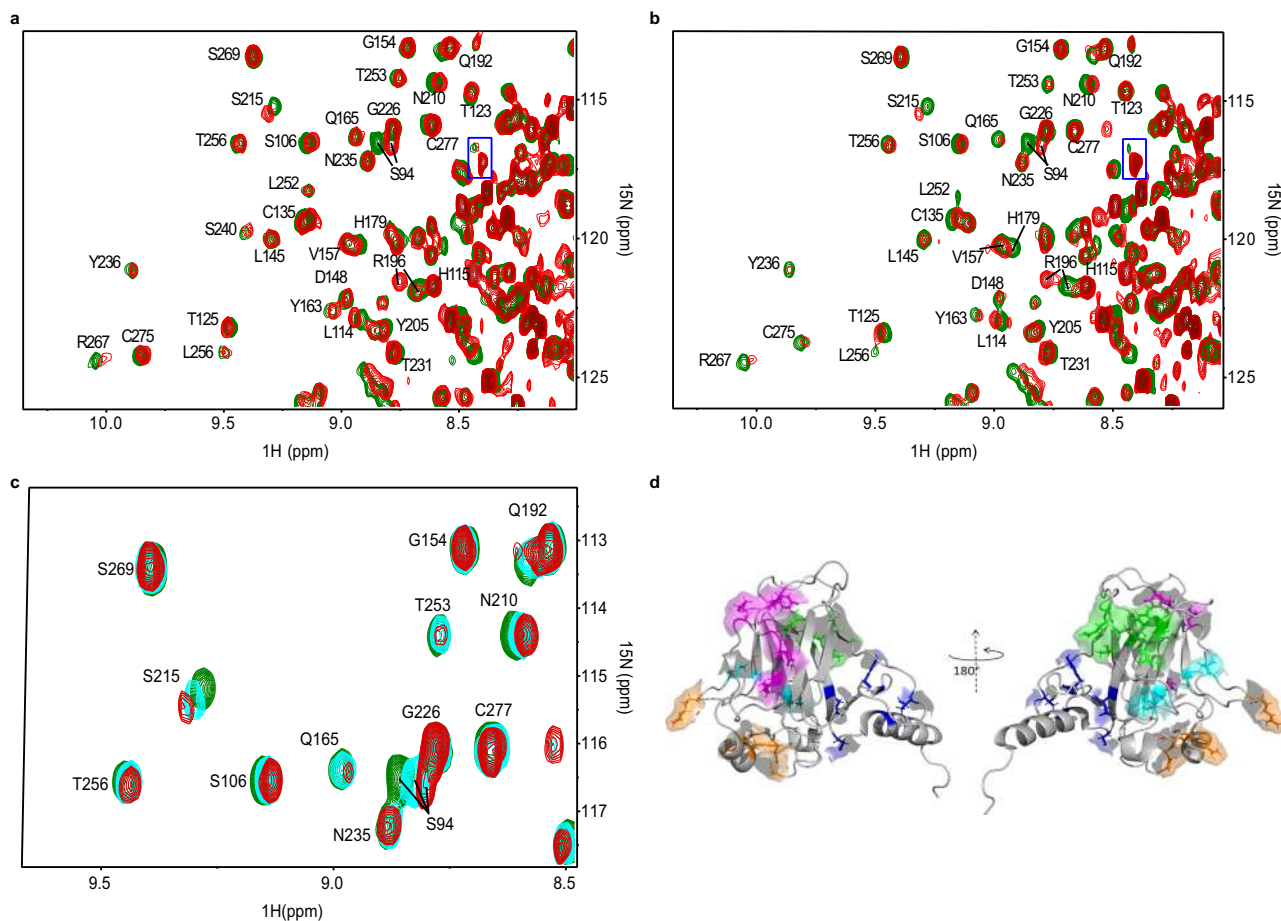 a
S269
G154
Q192
T253
N210
T123
S215
Q165
G226
C277
T256
S106
N235
S94
L252
C135
S240
L145
H179
V157
R196
H115
Y236
D148
Y163
L114
Y205
T125
R267
C275
L256
T231
115
120
125
15N (ppm)
10.0
9.5
9.0
8.5
1H (ppm)
b
S269
G154
Q192
T253
N210
T123
S215
Q165
G226
C277
T256
S106
S94
N235
L252
C135
H179
L145
V157
R196
H115
Y236
D148
Y163
L114
Y205
T125
C275
L256
R267
T231
115
120
125
15N (ppm)
10.0
9.5
9.0
8.5
1H (ppm)
c
Q192
G154
S269
T253
N210
S215
G226
C277
Q165
T256
S106
S94
N235
113
114
115
116
117
15N (ppm)
9.5
9.0
8.5
1H(ppm)
d
180°